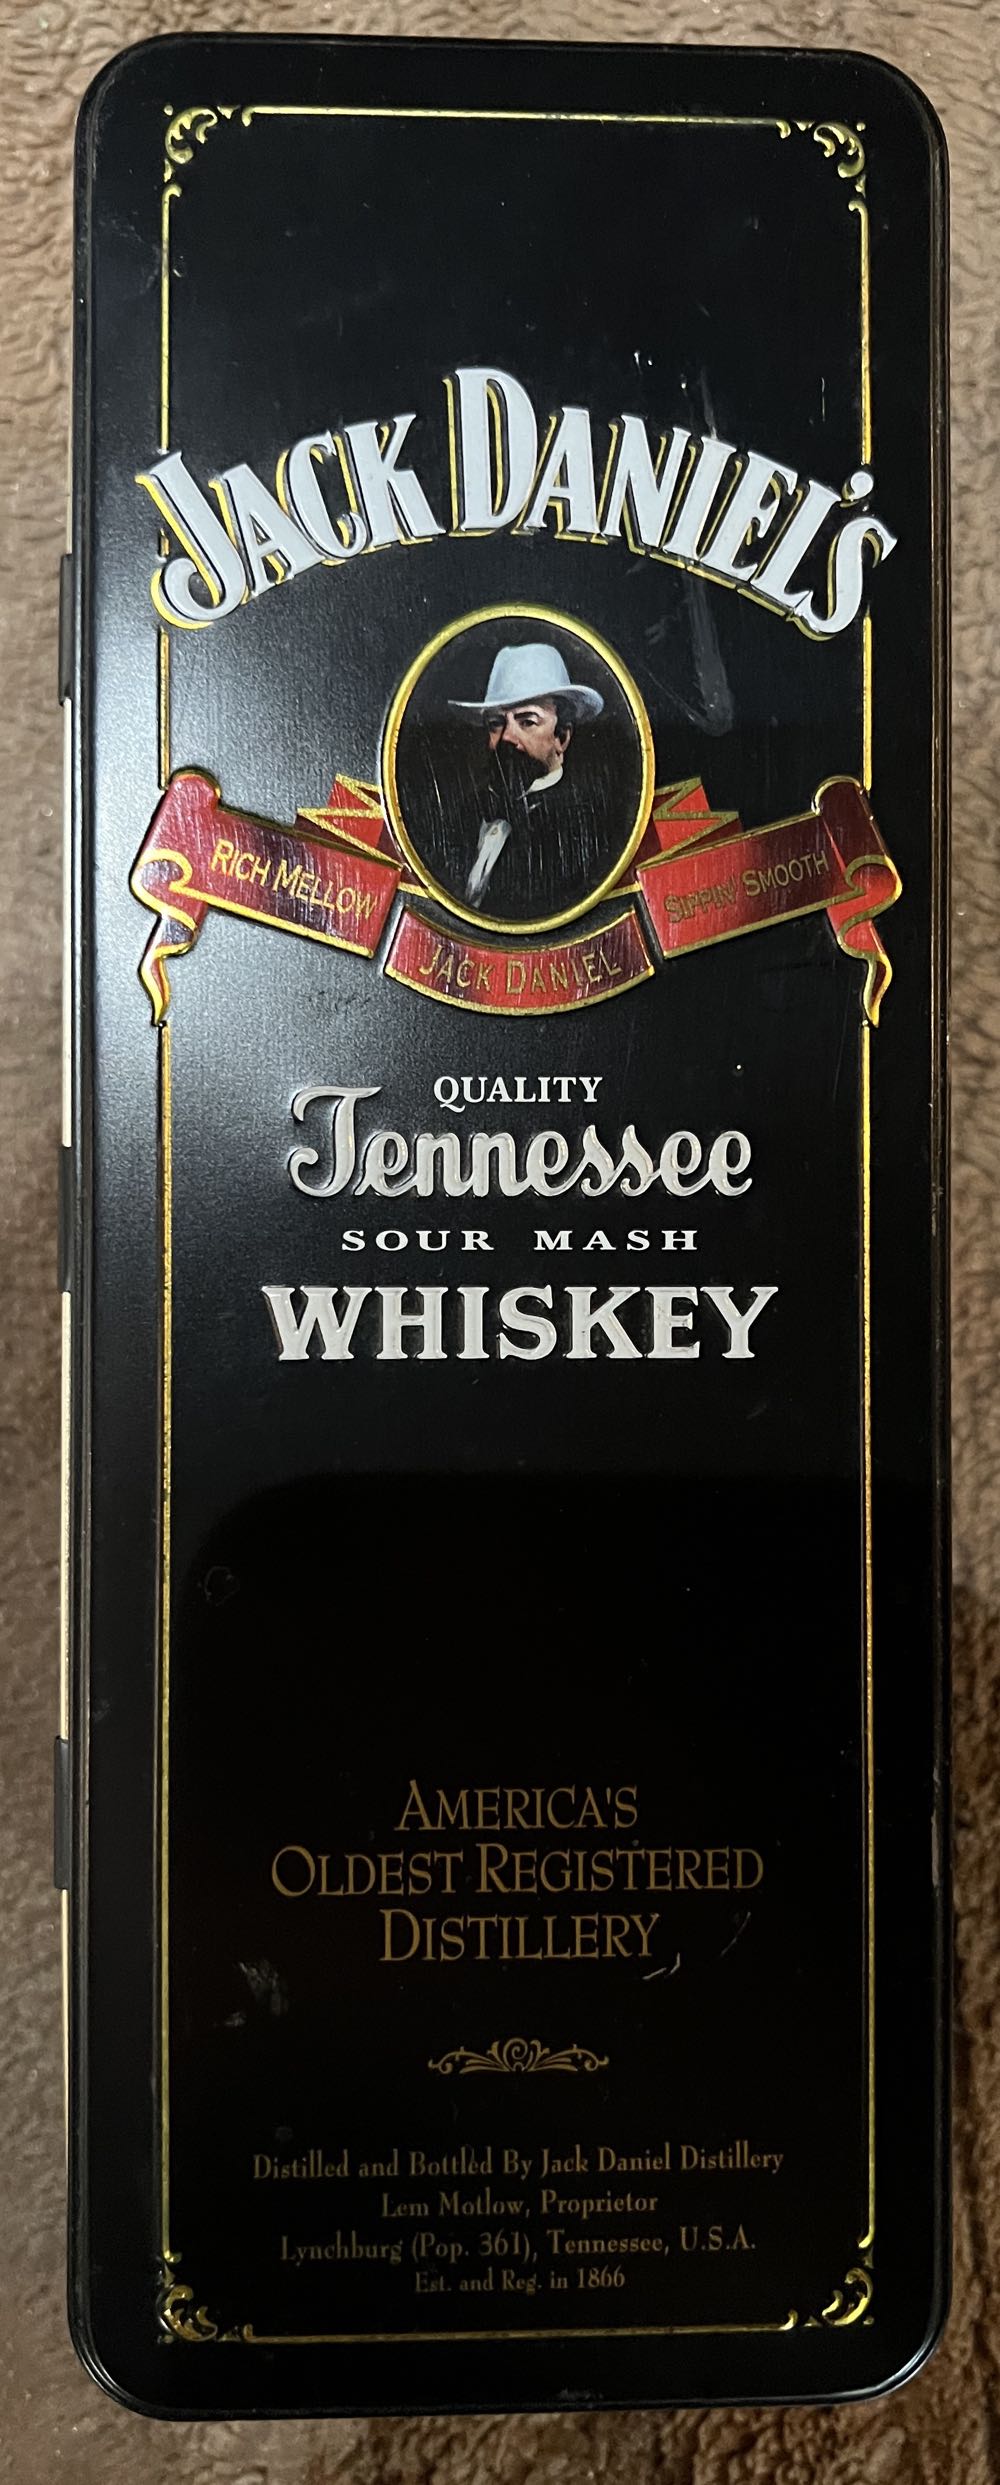 JACK DANIEL'S
RICH MELLOW
JACK DANIEL
SIPPIN' SMOOTH
QUALITY
Tennessee
SOUR MASH
WHISKEY
AMERICA'S
OLDEST REGISTERED
DISTILLERY
Distilled and Bottled By Jack Daniel Distillery
Lem Motlow, Proprietor
Lynchburg (Pop. 361), Tennessee, U.S.A.
Est. and Reg. in 1866